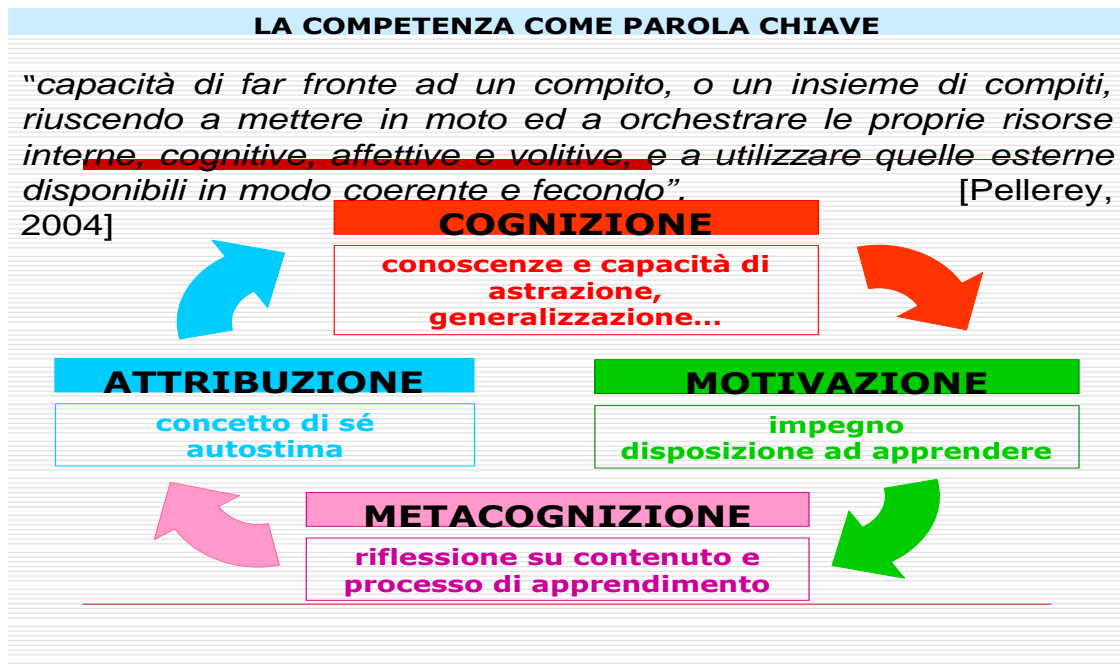 LA COMPETENZA COME PAROLA CHIAVE
"capacità di far fronte ad un compito, o un insieme di compiti,
riuscendo a mettere in moto ed a orchestrare le proprie risorse
interne, cognitive, affettive e volitive, e a utilizzare quelle esterne
disponibili in modo coerente e fecondo". [Pellerey,
2004]
COGNIZIONE
conoscenze e capacità di
astrazione,
generalizzazione...
ATTRIBUZIONE
concetto di sé
autostima
MOTIVAZIONE
impegno
disposizione ad apprendere
METACOGNIZIONE
riflessione su contenuto e
processo di apprendimento